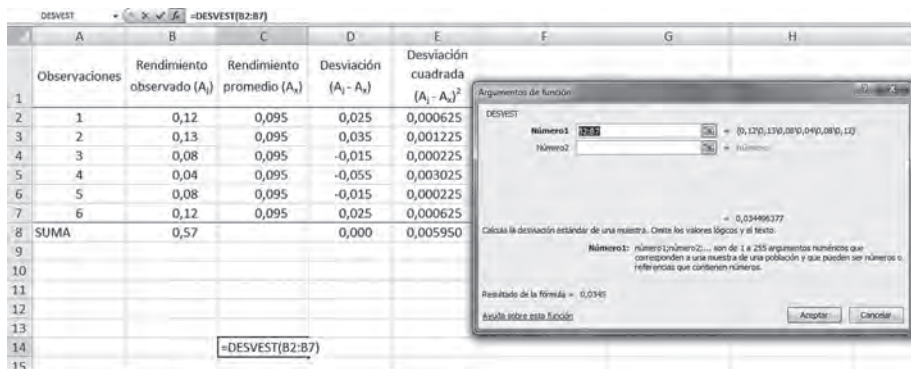 DESVEST =DESVEST(B2:B7)
A B C D E F G H
1 Observaciones Rendimiento observado (Aⱼ) Rendimiento promedio (Aₓ) Desviación (Aⱼ - Aₓ) Desviación cuadrada (Aⱼ - Aₓ)²
2 1 0,12 0,095 0,025 0,000625
3 2 0,13 0,095 0,035 0,001225
4 3 0,08 0,095 -0,015 0,000225
5 4 0,04 0,095 -0,055 0,003025
6 5 0,08 0,095 -0,015 0,000225
7 6 0,12 0,095 0,025 0,000625
8 SUMA 0,57 0,000 0,005950
9
10
11
12
13
14 =DESVEST(B2:B7)
15
Argumentos de función
DESVEST
Número1 B2:B7 = {0,12\0,13\0,08\0,04\0,08\0,12}
Número2 = número
= 0,034496377
Calcula la desviación estándar de una muestra. Omite los valores lógicos y el texto.
Número1: número1;número2;... son de 1 a 255 argumentos numéricos que
corresponden a una muestra de una población y que pueden ser números o
referencias que contienen números.
Resultado de la fórmula = 0,0345
Ayuda sobre esta función
Aceptar Cancelar